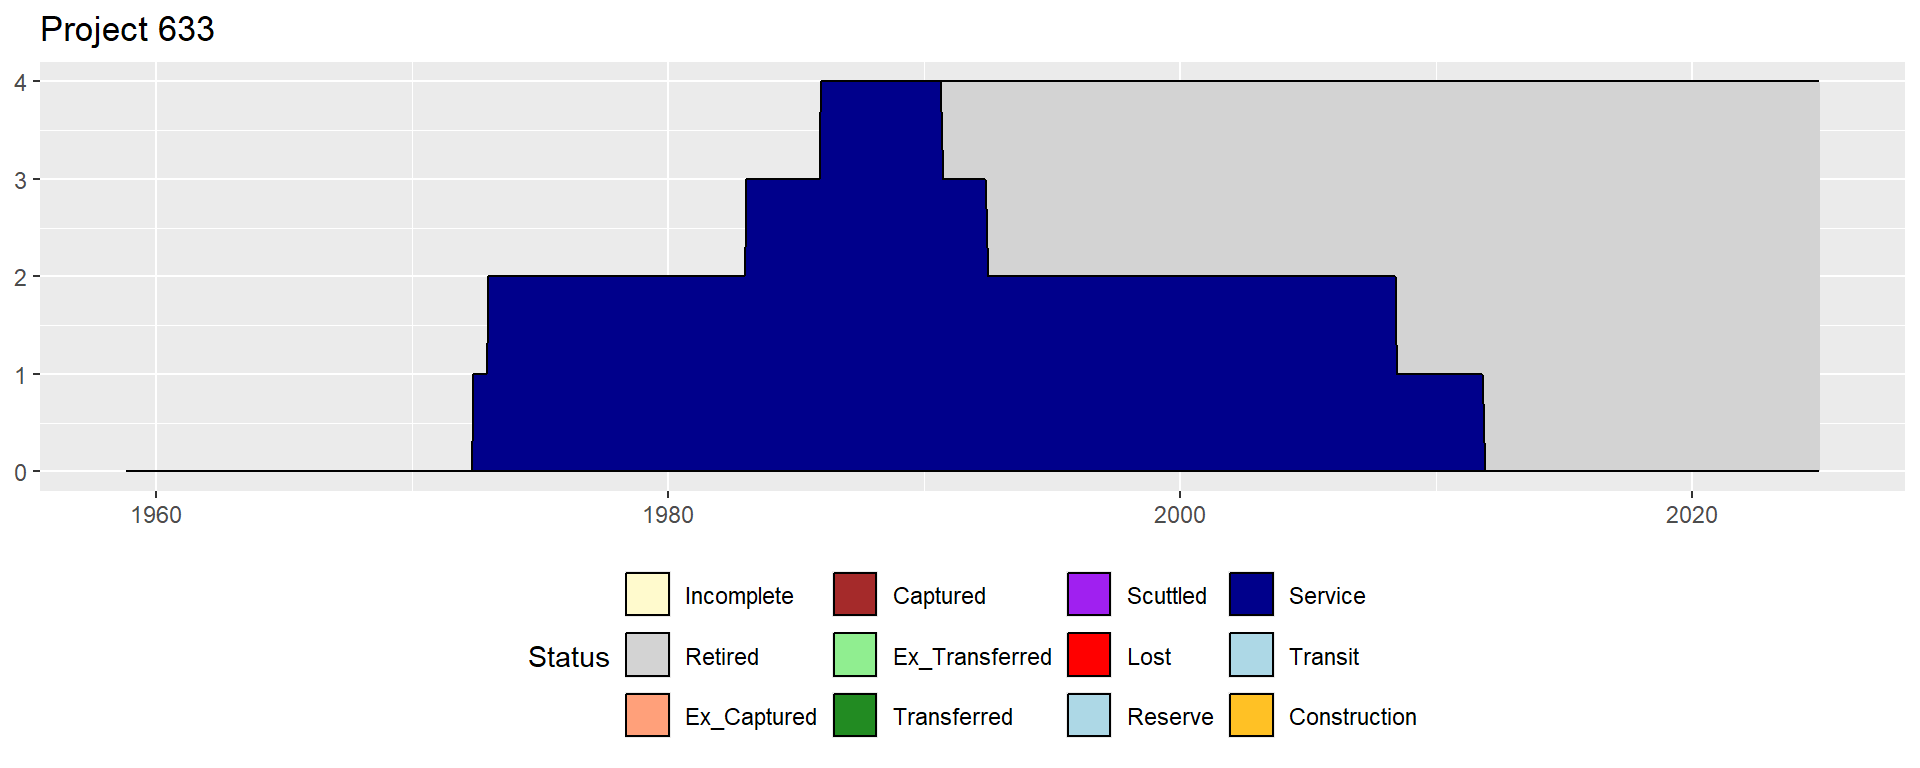 Project 633
4
3
2
1
0
1960 1980 2000 2020
Incomplete Captured Scuttled Service
Status Retired Ex_Transferred Lost Transit
Ex_Captured Transferred Reserve Construction